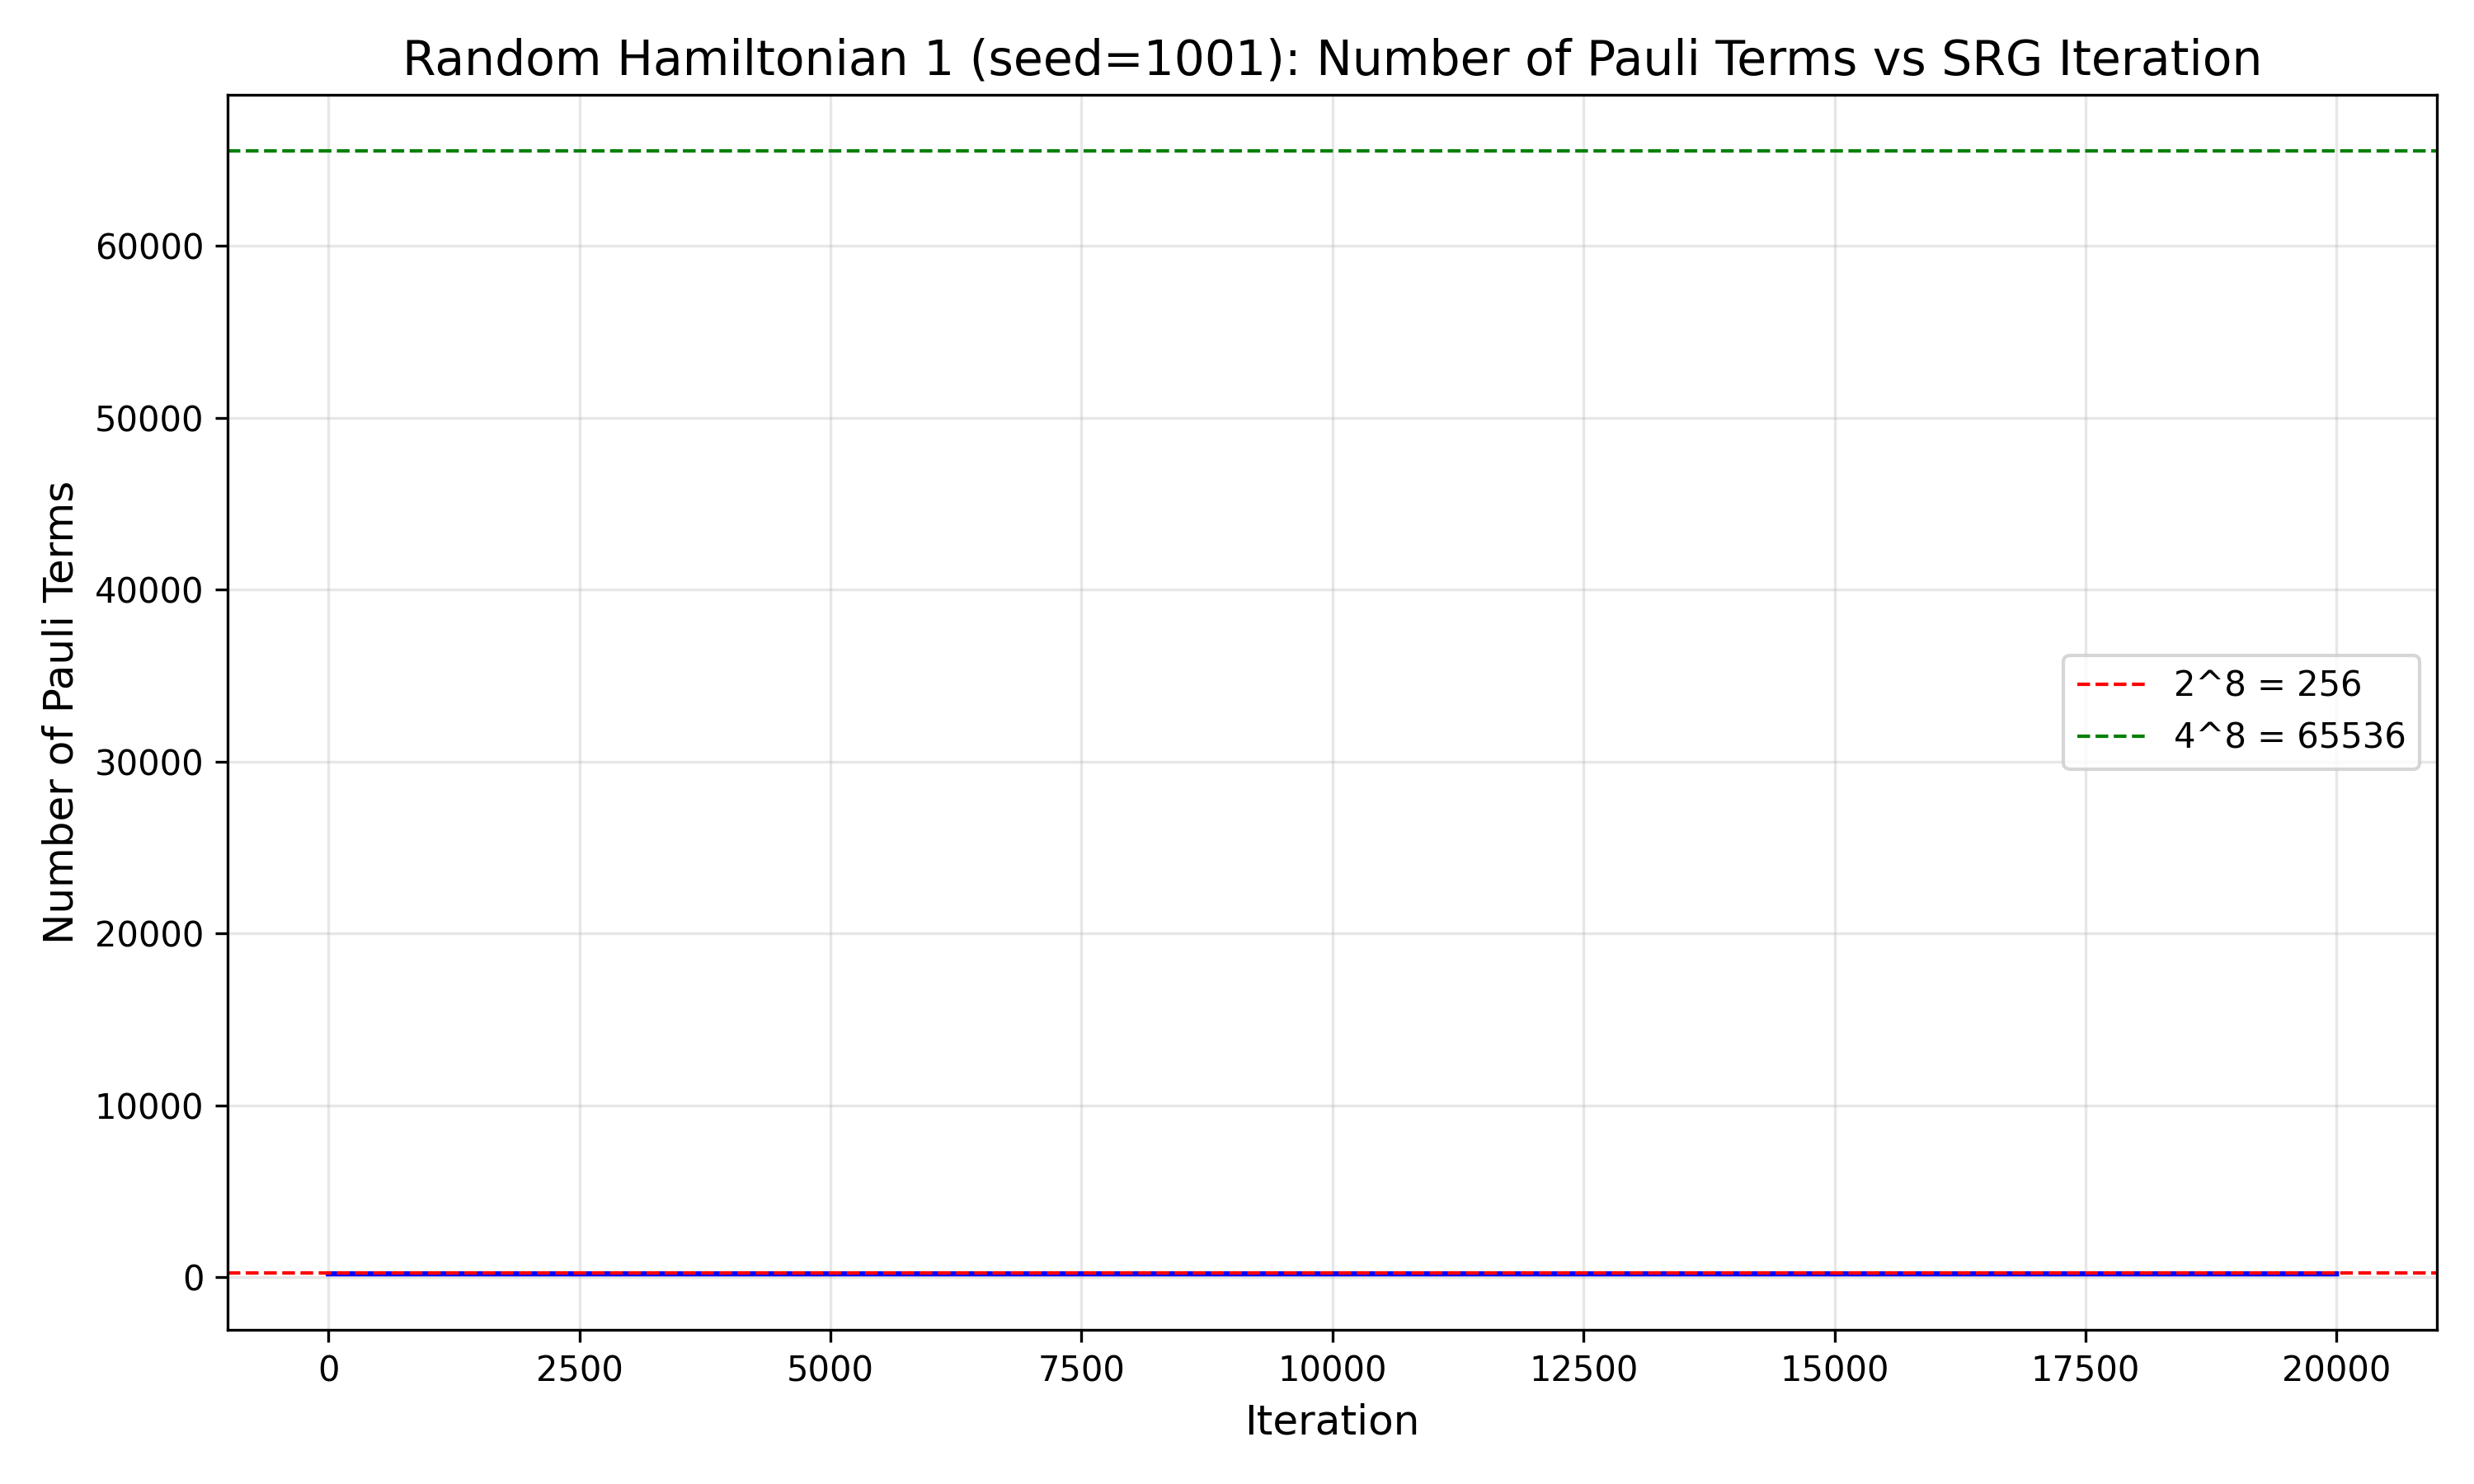 Random Hamiltonian 1 (seed=1001): Number of Pauli Terms vs SRG Iteration
Number of Pauli Terms
60000
50000
40000
30000
20000
10000
0
2^8 = 256
4^8 = 65536
0 2500 5000 7500 10000 12500 15000 17500 20000
Iteration